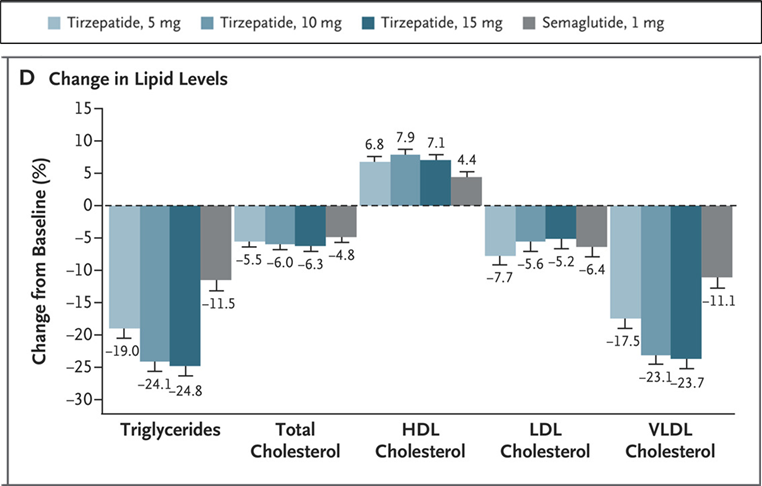 Tirzepatide, 5 mg Tirzepatide, 10 mg Tirzepatide, 15 mg Semaglutide, 1 mg
D Change in Lipid Levels
Change from Baseline (%)
15
10
5
0
−5
−10
−15
−20
−25
−30
−19.0
−24.1
−24.8
−11.5
−5.5
−6.0
−6.3
−4.8
6.8
7.9
7.1
4.4
−7.7
−5.6
−5.2
−6.4
−17.5
−23.1
−23.7
−11.1
Triglycerides
Total
Cholesterol
HDL
Cholesterol
LDL
Cholesterol
VLDL
Cholesterol